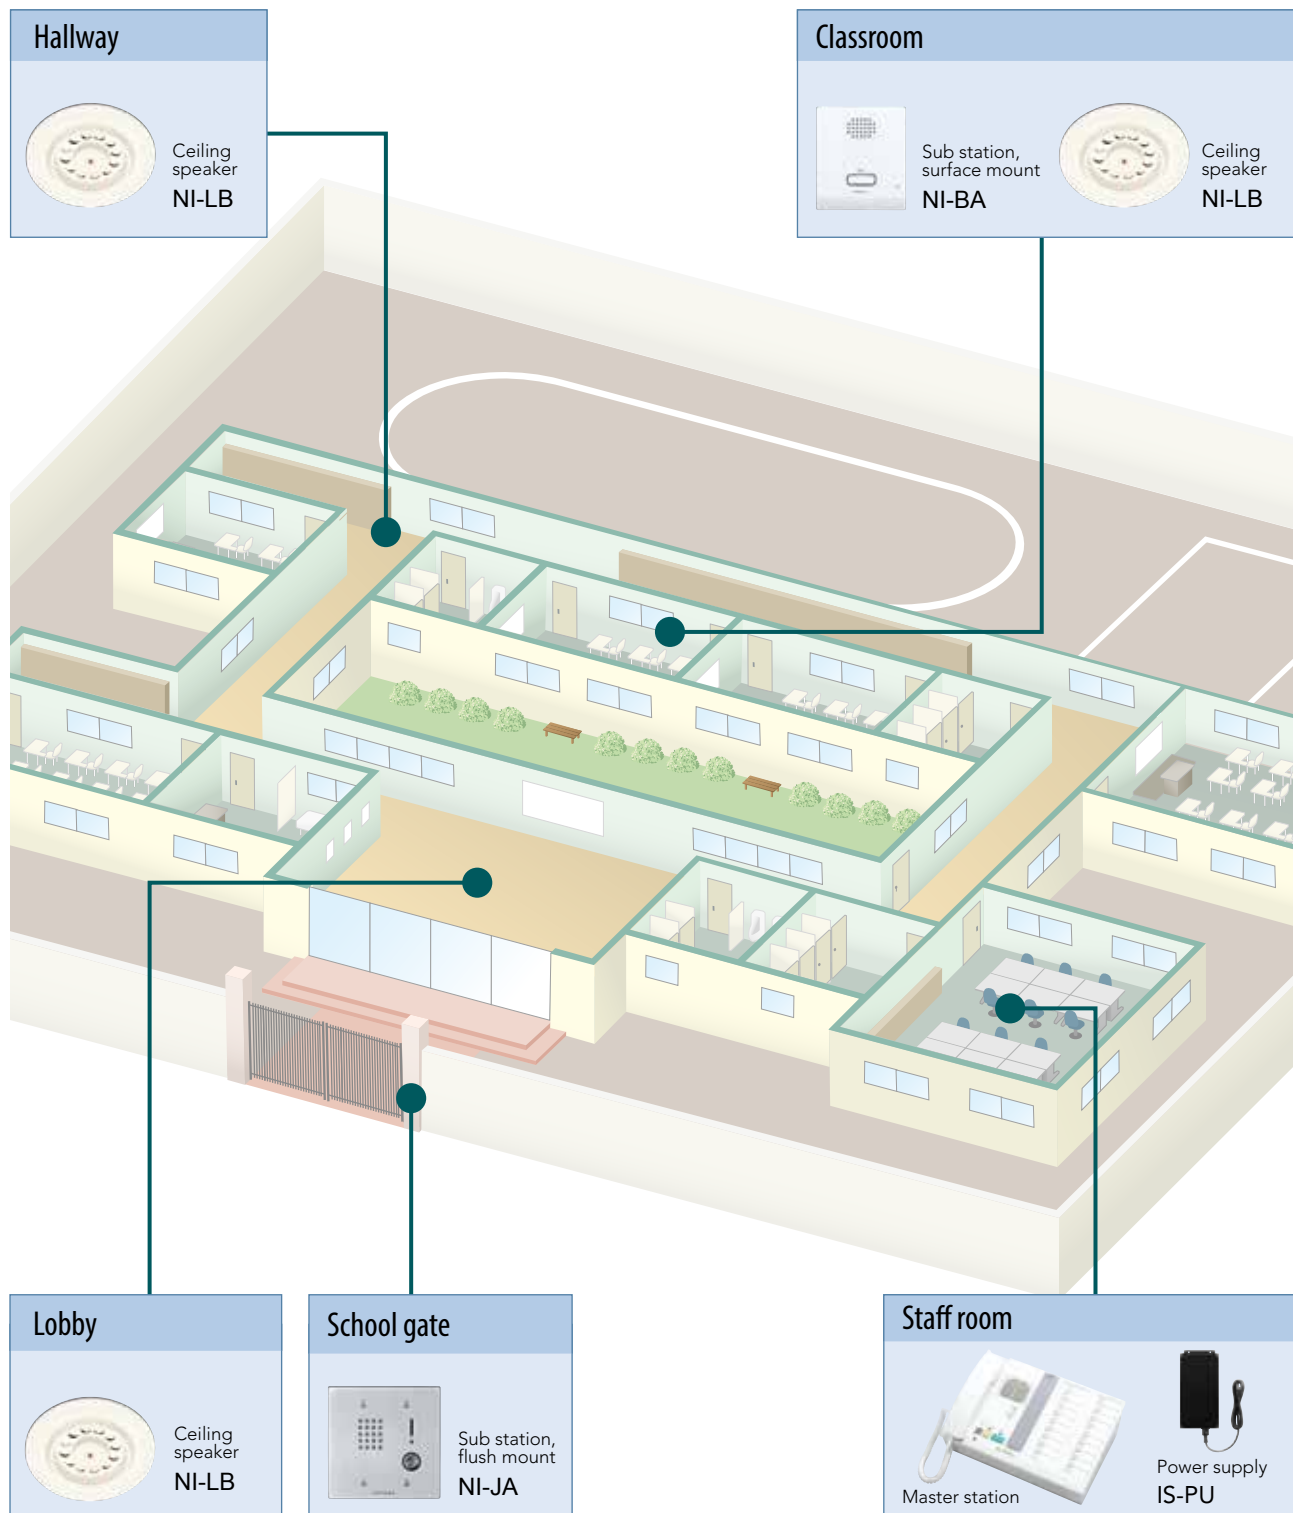 Hallway
Ceiling
speaker
NI-LB
Classroom
Sub station,
surface mount
NI-BA
Ceiling
speaker
NI-LB
Lobby
Ceiling
speaker
NI-LB
School gate
Sub station,
flush mount
NI-JA
Staff room
Master station
Power supply
IS-PU